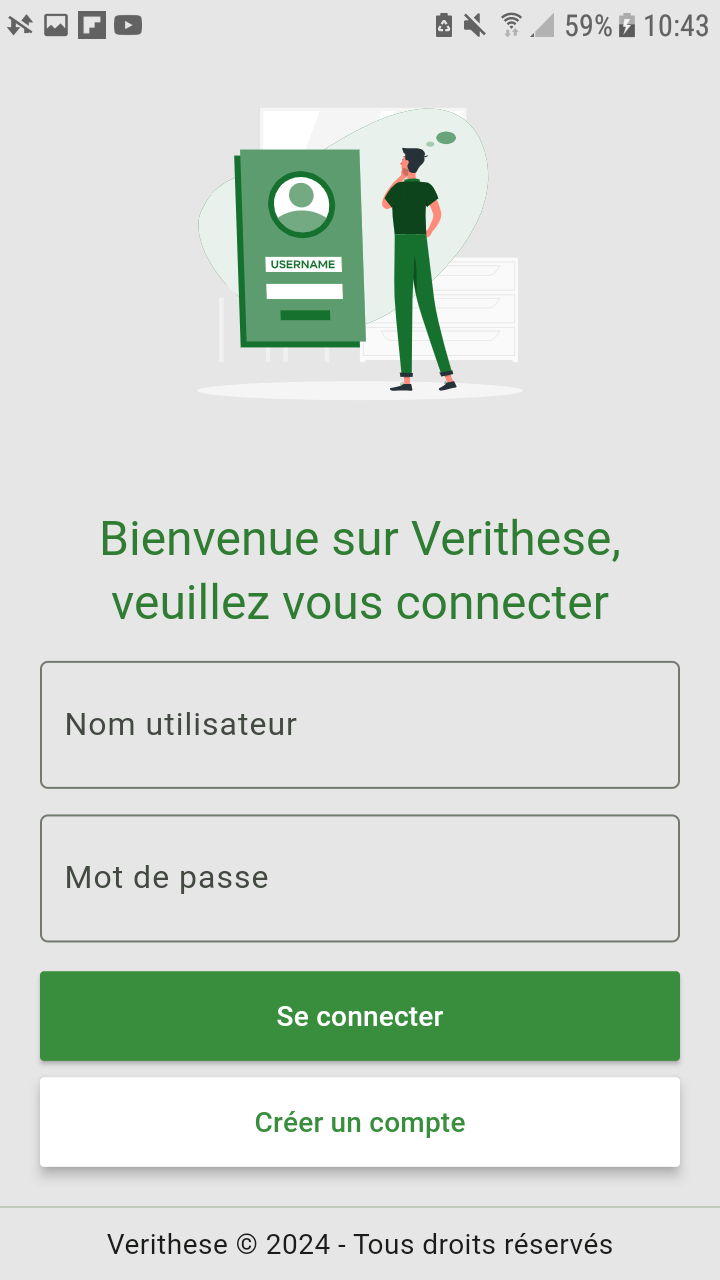 59% 10:43
USERNAME
Bienvenue sur Verithese,
veuillez vous connecter
Nom utilisateur
Mot de passe
Se connecter
Créer un compte
Verithese © 2024 - Tous droits réservés